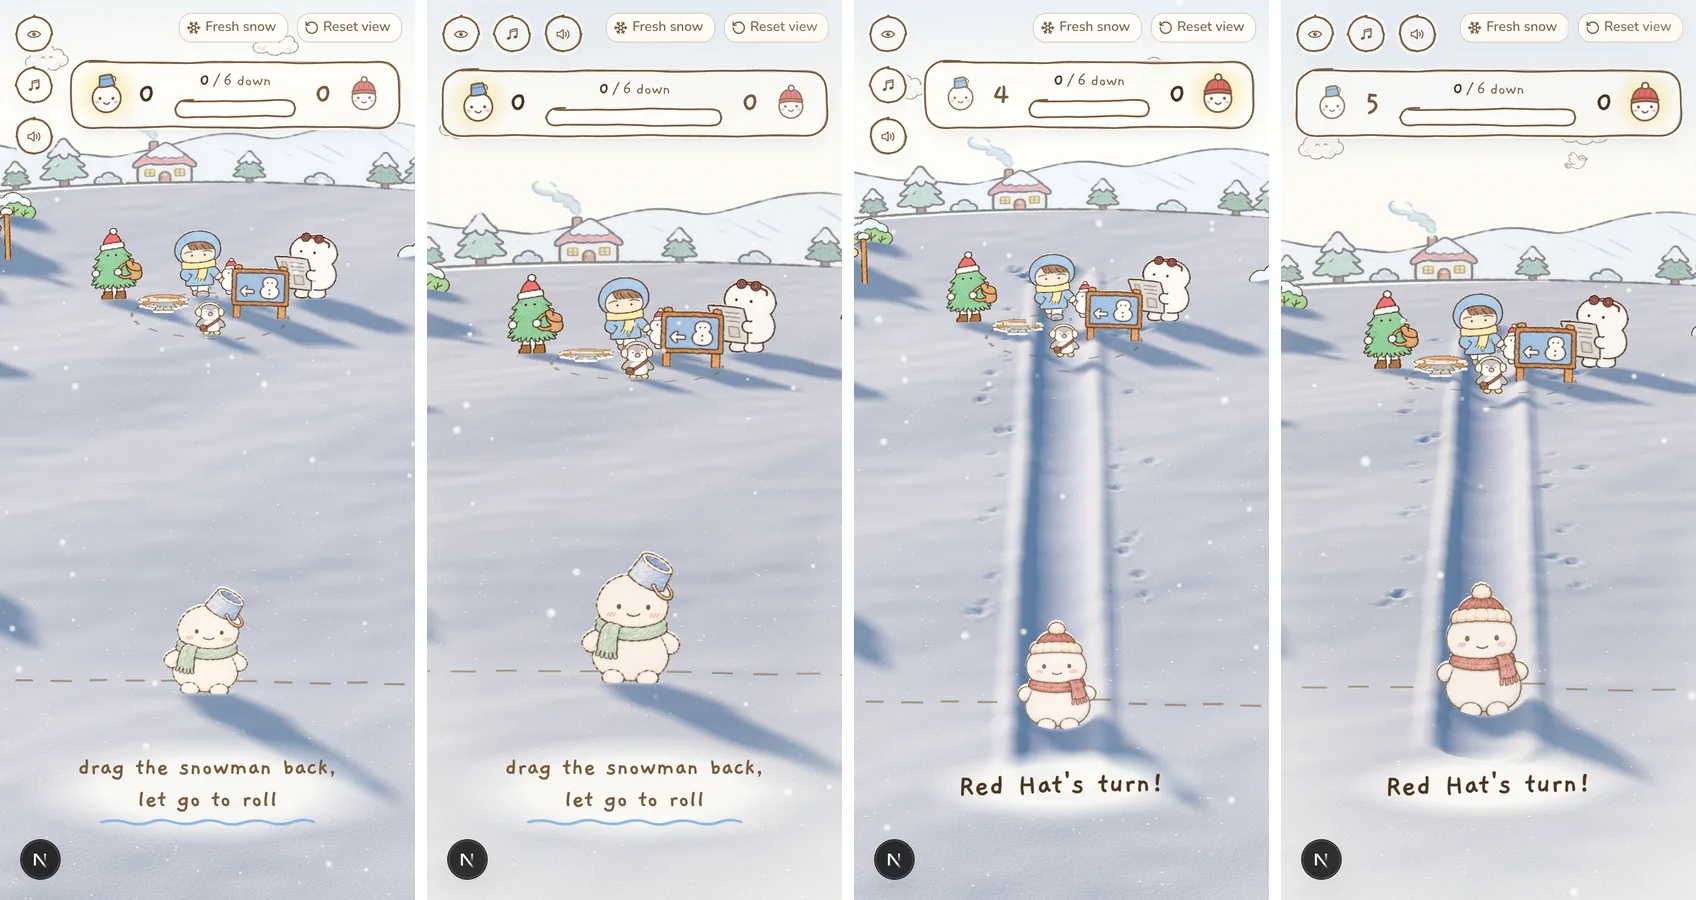 Fresh snow
Reset view
0
0 / 6 down
0
drag the snowman back,
let go to roll
N
Fresh snow
Reset view
0
0 / 6 down
0
drag the snowman back,
let go to roll
N
Fresh snow
Reset view
4
0 / 6 down
0
Red Hat's turn!
N
Fresh snow
Reset view
5
0 / 6 down
0
Red Hat's turn!
N